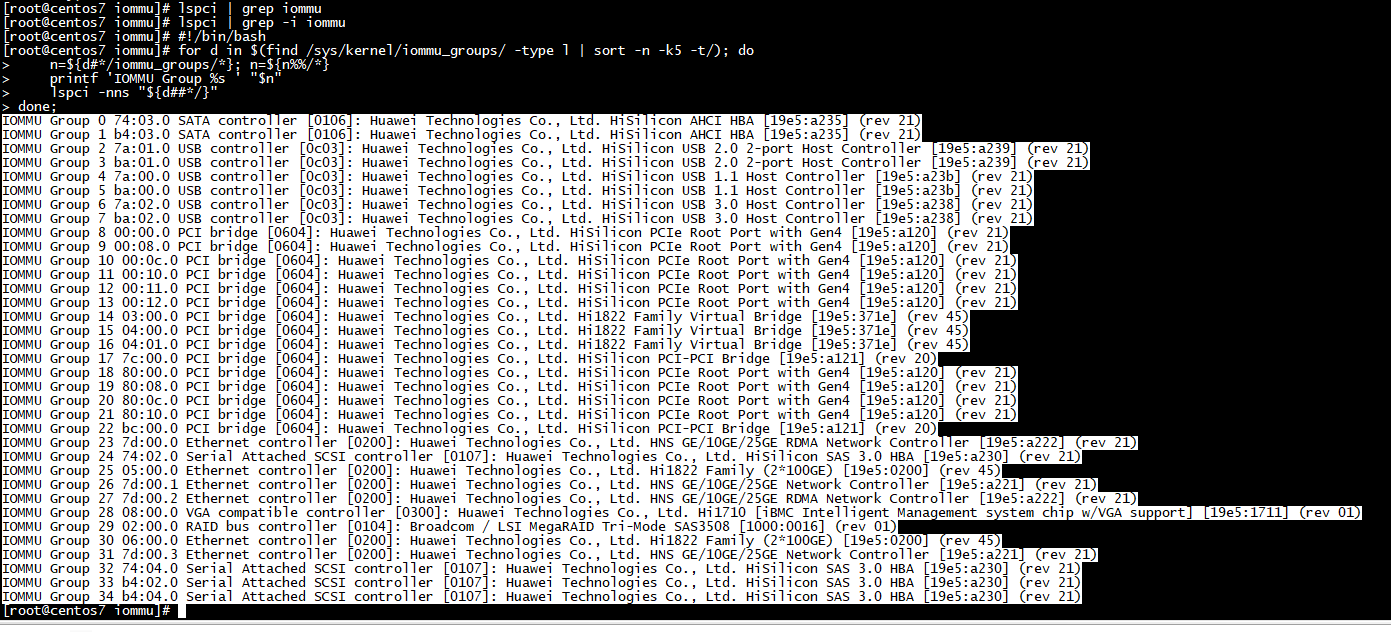 [root@centos7 iommu]# lspci | grep iommu
[root@centos7 iommu]# lspci | grep -i iommu
[root@centos7 iommu]# #!/bin/bash
[root@centos7 iommu]# for d in $(find /sys/kernel/iommu_groups/ -type l | sort -n -k5 -t/); do
>     n=${d#*/iommu_groups/*}; n=${n%%/*}
>     printf 'IOMMU Group %s ' "$n"
>     lspci -nns "${d##*/}"
> done;
IOMMU Group 0 74:03.0 SATA controller [0106]: Huawei Technologies Co., Ltd. HiSilicon AHCI HBA [19e5:a235] (rev 21)
IOMMU Group 1 b4:03.0 SATA controller [0106]: Huawei Technologies Co., Ltd. HiSilicon AHCI HBA [19e5:a235] (rev 21)
IOMMU Group 2 7a:01.0 USB controller [0c03]: Huawei Technologies Co., Ltd. HiSilicon USB 2.0 2-port Host Controller [19e5:a239] (rev 21)
IOMMU Group 3 ba:01.0 USB controller [0c03]: Huawei Technologies Co., Ltd. HiSilicon USB 2.0 2-port Host Controller [19e5:a239] (rev 21)
IOMMU Group 4 7a:00.0 USB controller [0c03]: Huawei Technologies Co., Ltd. HiSilicon USB 1.1 Host Controller [19e5:a23b] (rev 21)
IOMMU Group 5 ba:00.0 USB controller [0c03]: Huawei Technologies Co., Ltd. HiSilicon USB 1.1 Host Controller [19e5:a23b] (rev 21)
IOMMU Group 6 7a:02.0 USB controller [0c03]: Huawei Technologies Co., Ltd. HiSilicon USB 3.0 Host Controller [19e5:a238] (rev 21)
IOMMU Group 7 ba:02.0 USB controller [0c03]: Huawei Technologies Co., Ltd. HiSilicon USB 3.0 Host Controller [19e5:a238] (rev 21)
IOMMU Group 8 00:00.0 PCI bridge [0604]: Huawei Technologies Co., Ltd. HiSilicon PCIe Root Port with Gen4 [19e5:a120] (rev 21)
IOMMU Group 9 00:08.0 PCI bridge [0604]: Huawei Technologies Co., Ltd. HiSilicon PCIe Root Port with Gen4 [19e5:a120] (rev 21)
IOMMU Group 10 00:0c.0 PCI bridge [0604]: Huawei Technologies Co., Ltd. HiSilicon PCIe Root Port with Gen4 [19e5:a120] (rev 21)
IOMMU Group 11 00:10.0 PCI bridge [0604]: Huawei Technologies Co., Ltd. HiSilicon PCIe Root Port with Gen4 [19e5:a120] (rev 21)
IOMMU Group 12 00:11.0 PCI bridge [0604]: Huawei Technologies Co., Ltd. HiSilicon PCIe Root Port with Gen4 [19e5:a120] (rev 21)
IOMMU Group 13 00:12.0 PCI bridge [0604]: Huawei Technologies Co., Ltd. HiSilicon PCIe Root Port with Gen4 [19e5:a120] (rev 21)
IOMMU Group 14 03:00.0 PCI bridge [0604]: Huawei Technologies Co., Ltd. Hi1822 Family Virtual Bridge [19e5:371e] (rev 45)
IOMMU Group 15 04:00.0 PCI bridge [0604]: Huawei Technologies Co., Ltd. Hi1822 Family Virtual Bridge [19e5:371e] (rev 45)
IOMMU Group 16 04:01.0 PCI bridge [0604]: Huawei Technologies Co., Ltd. Hi1822 Family Virtual Bridge [19e5:371e] (rev 45)
IOMMU Group 17 7c:00.0 PCI bridge [0604]: Huawei Technologies Co., Ltd. HiSilicon PCI-PCI Bridge [19e5:a121] (rev 20)
IOMMU Group 18 80:00.0 PCI bridge [0604]: Huawei Technologies Co., Ltd. HiSilicon PCIe Root Port with Gen4 [19e5:a120] (rev 21)
IOMMU Group 19 80:08.0 PCI bridge [0604]: Huawei Technologies Co., Ltd. HiSilicon PCIe Root Port with Gen4 [19e5:a120] (rev 21)
IOMMU Group 20 80:0c.0 PCI bridge [0604]: Huawei Technologies Co., Ltd. HiSilicon PCIe Root Port with Gen4 [19e5:a120] (rev 21)
IOMMU Group 21 80:10.0 PCI bridge [0604]: Huawei Technologies Co., Ltd. HiSilicon PCIe Root Port with Gen4 [19e5:a120] (rev 21)
IOMMU Group 22 bc:00.0 PCI bridge [0604]: Huawei Technologies Co., Ltd. HiSilicon PCI-PCI Bridge [19e5:a121] (rev 20)
IOMMU Group 23 7d:00.0 Ethernet controller [0200]: Huawei Technologies Co., Ltd. HNS GE/10GE/25GE RDMA Network Controller [19e5:a222] (rev 21)
IOMMU Group 24 74:02.0 Serial Attached SCSI controller [0107]: Huawei Technologies Co., Ltd. HiSilicon SAS 3.0 HBA [19e5:a230] (rev 21)
IOMMU Group 25 05:00.0 Ethernet controller [0200]: Huawei Technologies Co., Ltd. Hi1822 Family (2*100GE) [19e5:0200] (rev 45)
IOMMU Group 26 7d:00.1 Ethernet controller [0200]: Huawei Technologies Co., Ltd. HNS GE/10GE/25GE Network Controller [19e5:a221] (rev 21)
IOMMU Group 27 7d:00.2 Ethernet controller [0200]: Huawei Technologies Co., Ltd. HNS GE/10GE/25GE RDMA Network Controller [19e5:a222] (rev 21)
IOMMU Group 28 08:00.0 VGA compatible controller [0300]: Huawei Technologies Co., Ltd. Hi1710 [iBMC Intelligent Management system chip w/VGA support] [19e5:1711] (rev 01)
IOMMU Group 29 02:00.0 RAID bus controller [0104]: Broadcom / LSI MegaRAID Tri-Mode SAS3508 [1000:0016] (rev 01)
IOMMU Group 30 06:00.0 Ethernet controller [0200]: Huawei Technologies Co., Ltd. Hi1822 Family (2*100GE) [19e5:0200] (rev 45)
IOMMU Group 31 7d:00.3 Ethernet controller [0200]: Huawei Technologies Co., Ltd. HNS GE/10GE/25GE Network Controller [19e5:a221] (rev 21)
IOMMU Group 32 74:04.0 Serial Attached SCSI controller [0107]: Huawei Technologies Co., Ltd. HiSilicon SAS 3.0 HBA [19e5:a230] (rev 21)
IOMMU Group 33 b4:02.0 Serial Attached SCSI controller [0107]: Huawei Technologies Co., Ltd. HiSilicon SAS 3.0 HBA [19e5:a230] (rev 21)
IOMMU Group 34 b4:04.0 Serial Attached SCSI controller [0107]: Huawei Technologies Co., Ltd. HiSilicon SAS 3.0 HBA [19e5:a230] (rev 21)
[root@centos7 iommu]#